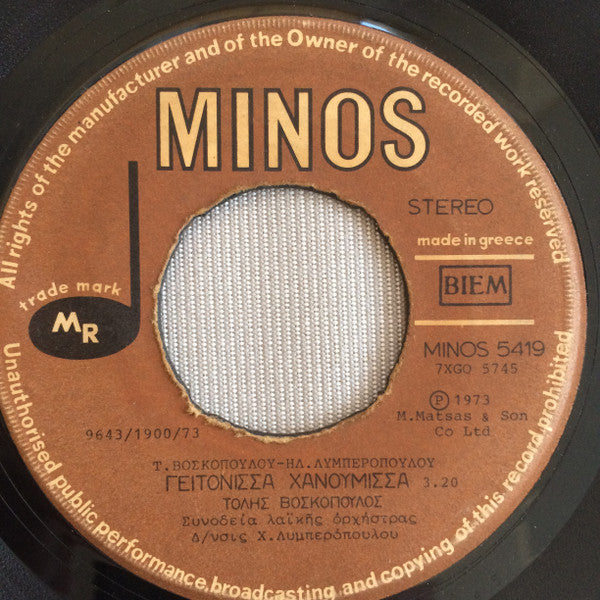 All rights of the manufacturer and of the Owner of the recorded work reserved
MINOS
STEREO
made in greece
trade mark
MR
BIEM
MINOS 5419
7XGO 5745
Ⓟ 1973
M.Matsas & Son
Co Ltd
9643/1900/73
Τ.ΒΟΣΚΟΠΟΥΛΟΥ-ΗΛ.ΛΥΜΠΕΡΟΠΟΥΛΟΥ
ΓΕΙΤΟΝΙΣΣΑ ΧΑΝΟΥΜΙΣΣΑ 3.20
ΤΟΛΗΣ ΒΟΣΚΟΠΟΥΛΟΣ
Συνοδεία λαϊκῆς ὀρχήστρας
Δ/νσις Χ.Λυμπερόπουλου
Unauthorised public performance, broadcasting and copying of this record prohibited